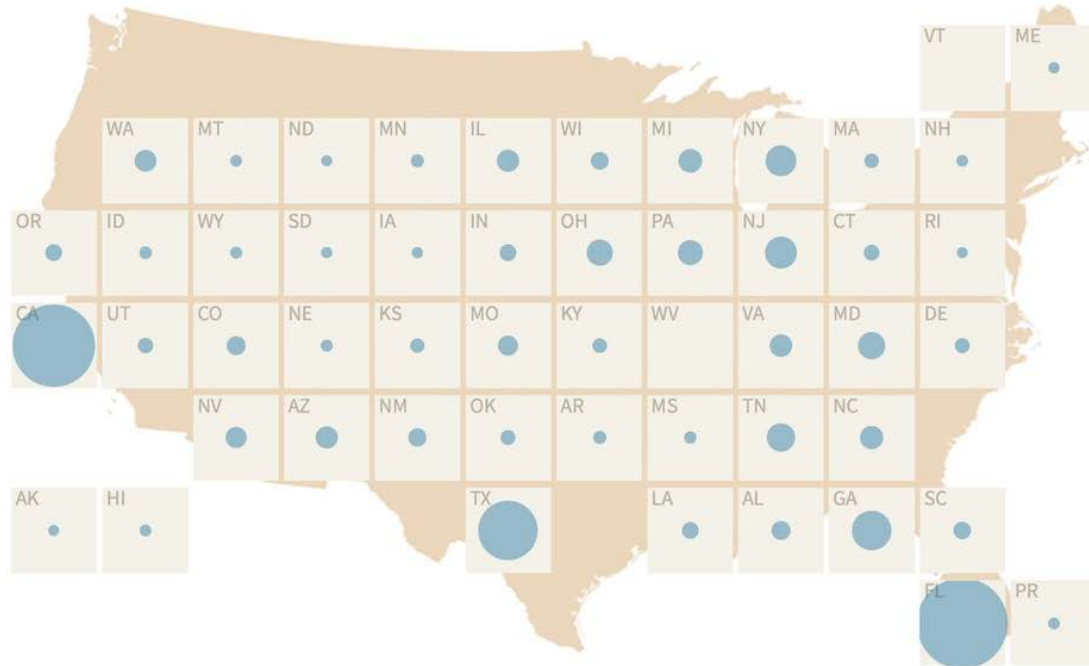 VT ME
WA MT ND MN IL WI MI NY MA NH
OR ID WY SD IA IN OH PA NJ CT RI
CA UT CO NE KS MO KY WV VA MD DE
NV AZ NM OK AR MS TN NC
AK HI TX LA AL GA SC
FL PR